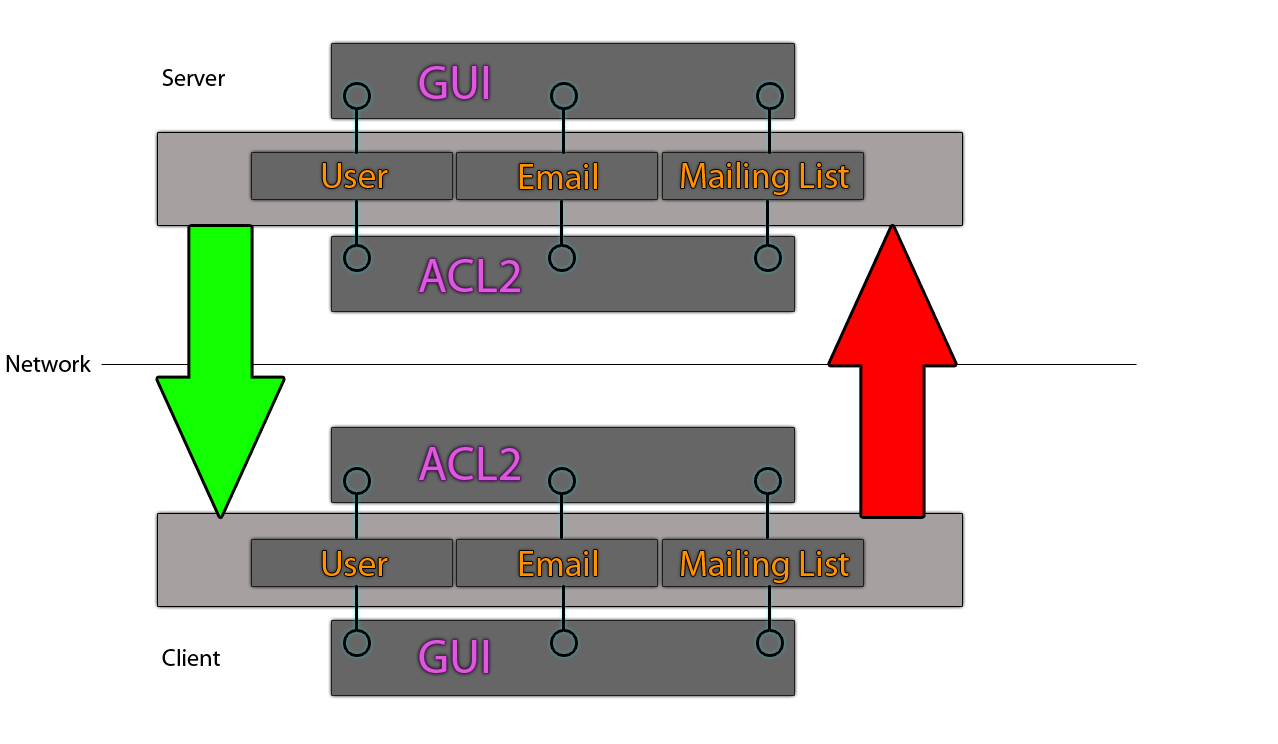 Server
GUI
User
Email
Mailing List
ACL2
Network
ACL2
User
Email
Mailing List
GUI
Client